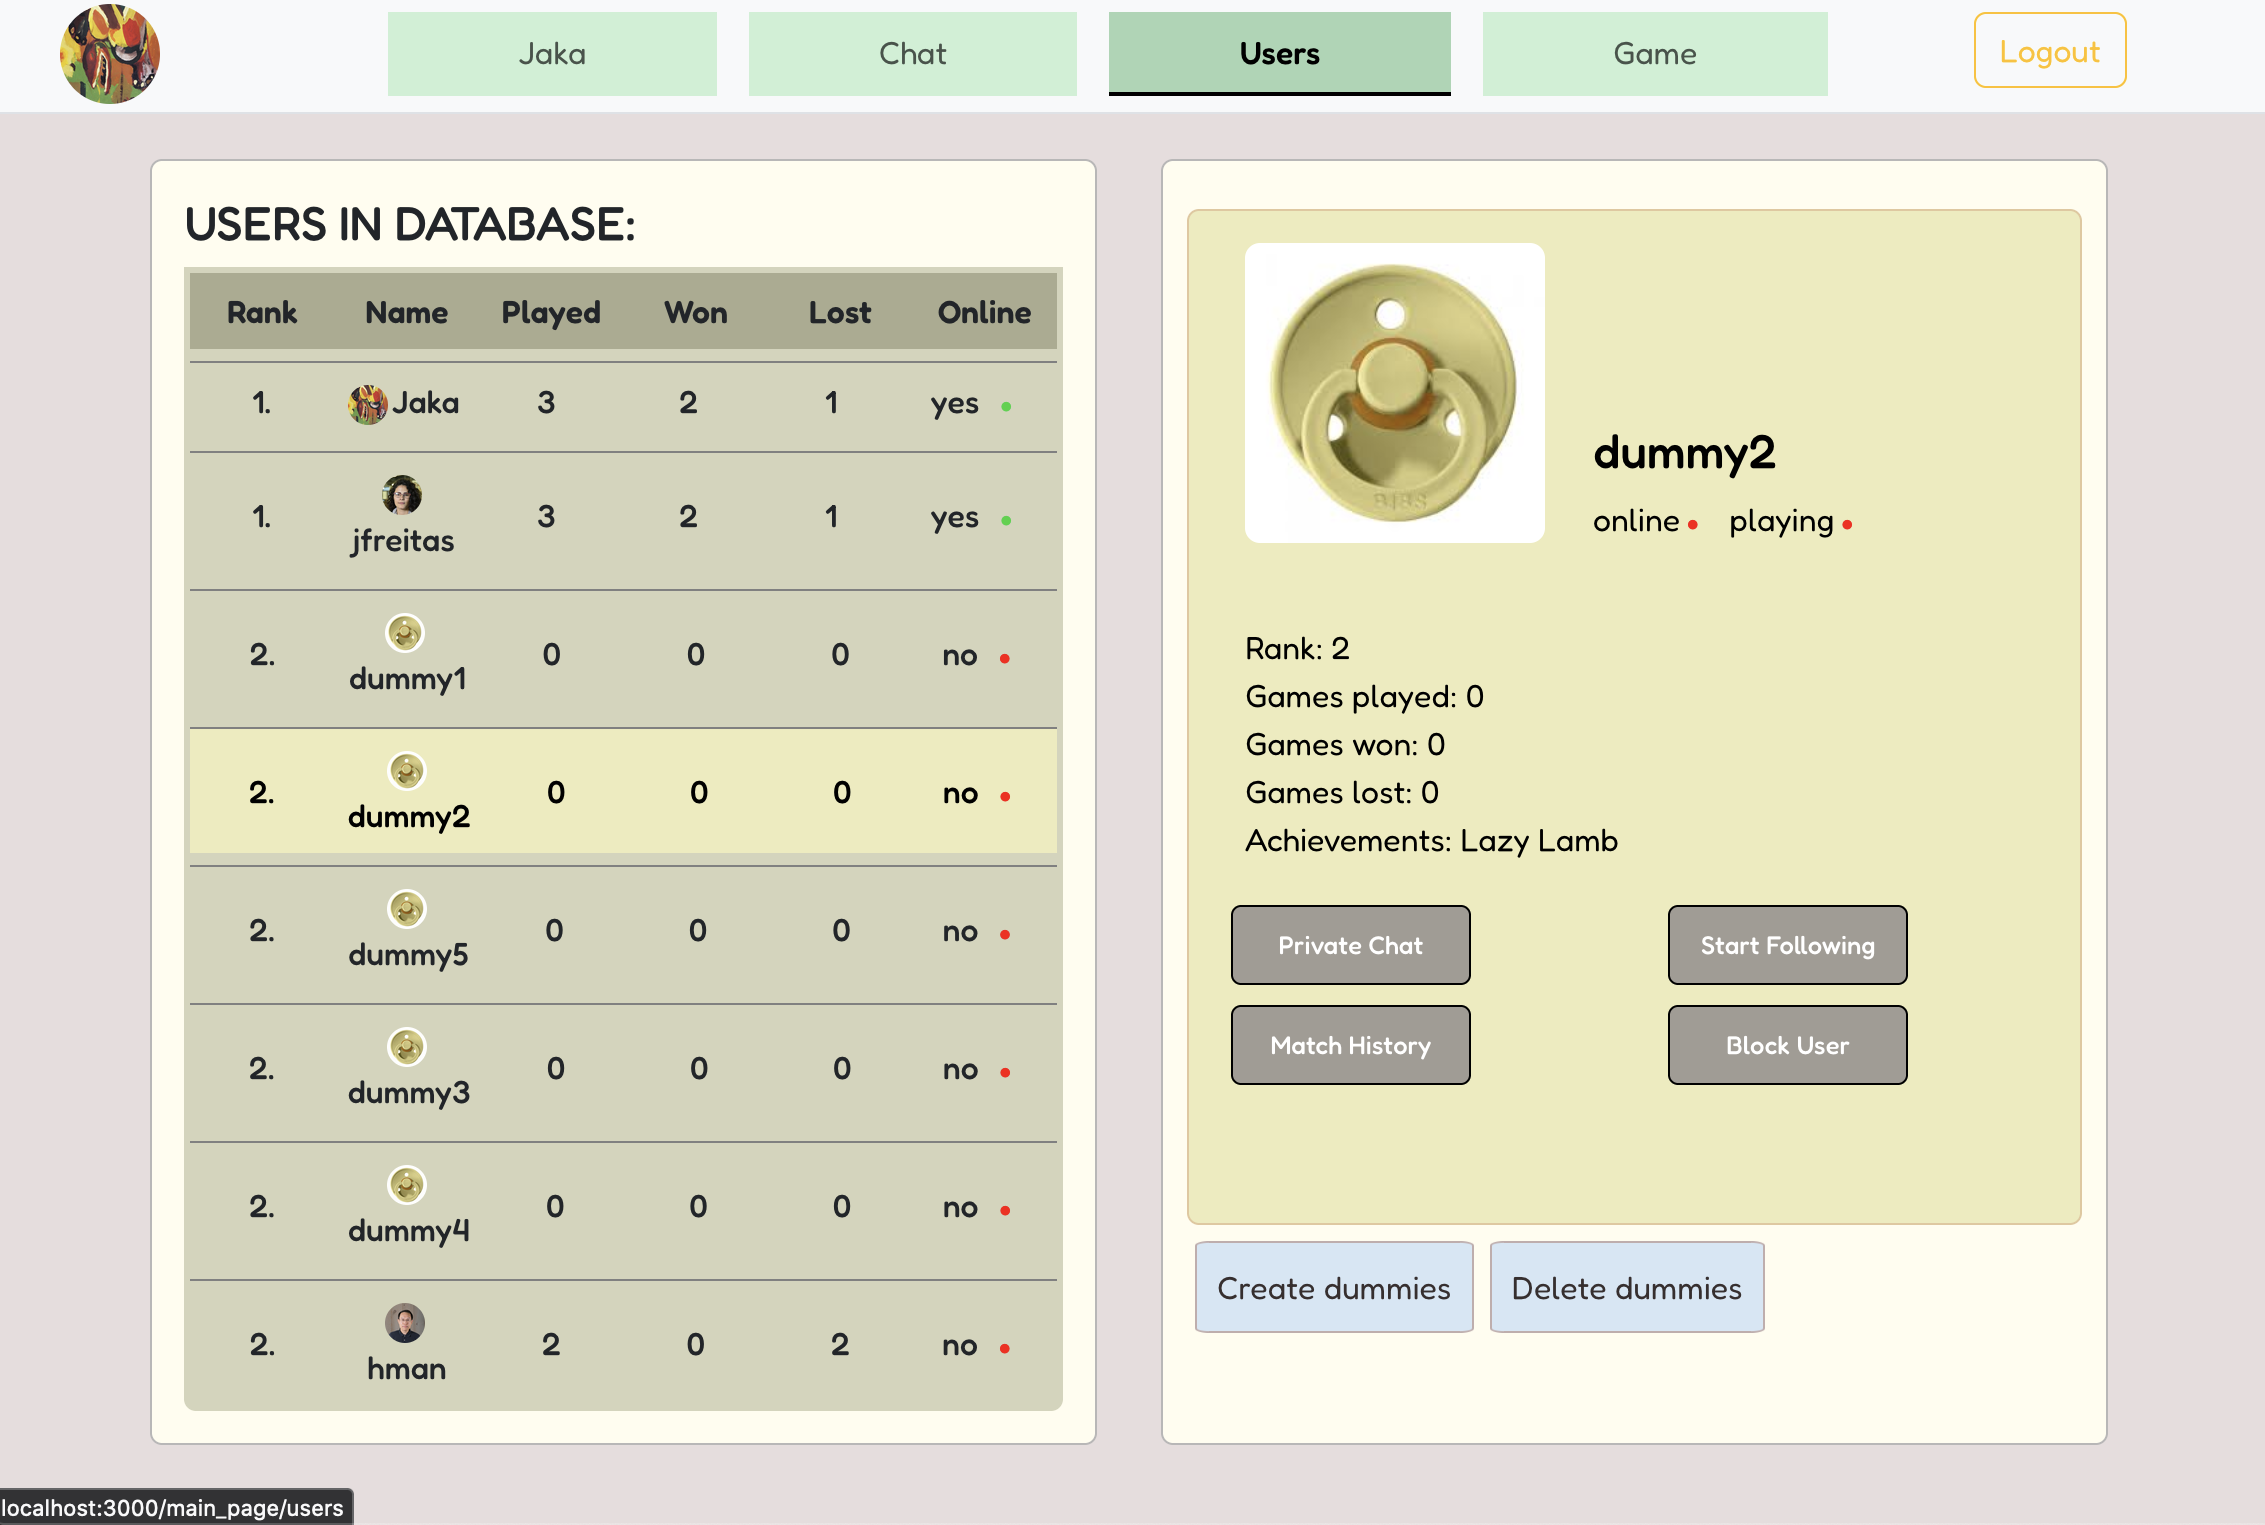 Jaka Chat Users Game Logout
USERS IN DATABASE:
Rank Name Played Won Lost Online
1. Jaka 3 2 1 yes
1. jfreitas 3 2 1 yes
2. dummy1 0 0 0 no
2. dummy2 0 0 0 no
2. dummy5 0 0 0 no
2. dummy3 0 0 0 no
2. dummy4 0 0 0 no
2. hman 2 0 2 no
BIBS
dummy2
online playing
Rank: 2
Games played: 0
Games won: 0
Games lost: 0
Achievements: Lazy Lamb
Private Chat Start Following
Match History Block User
Create dummies Delete dummies
localhost:3000/main_page/users